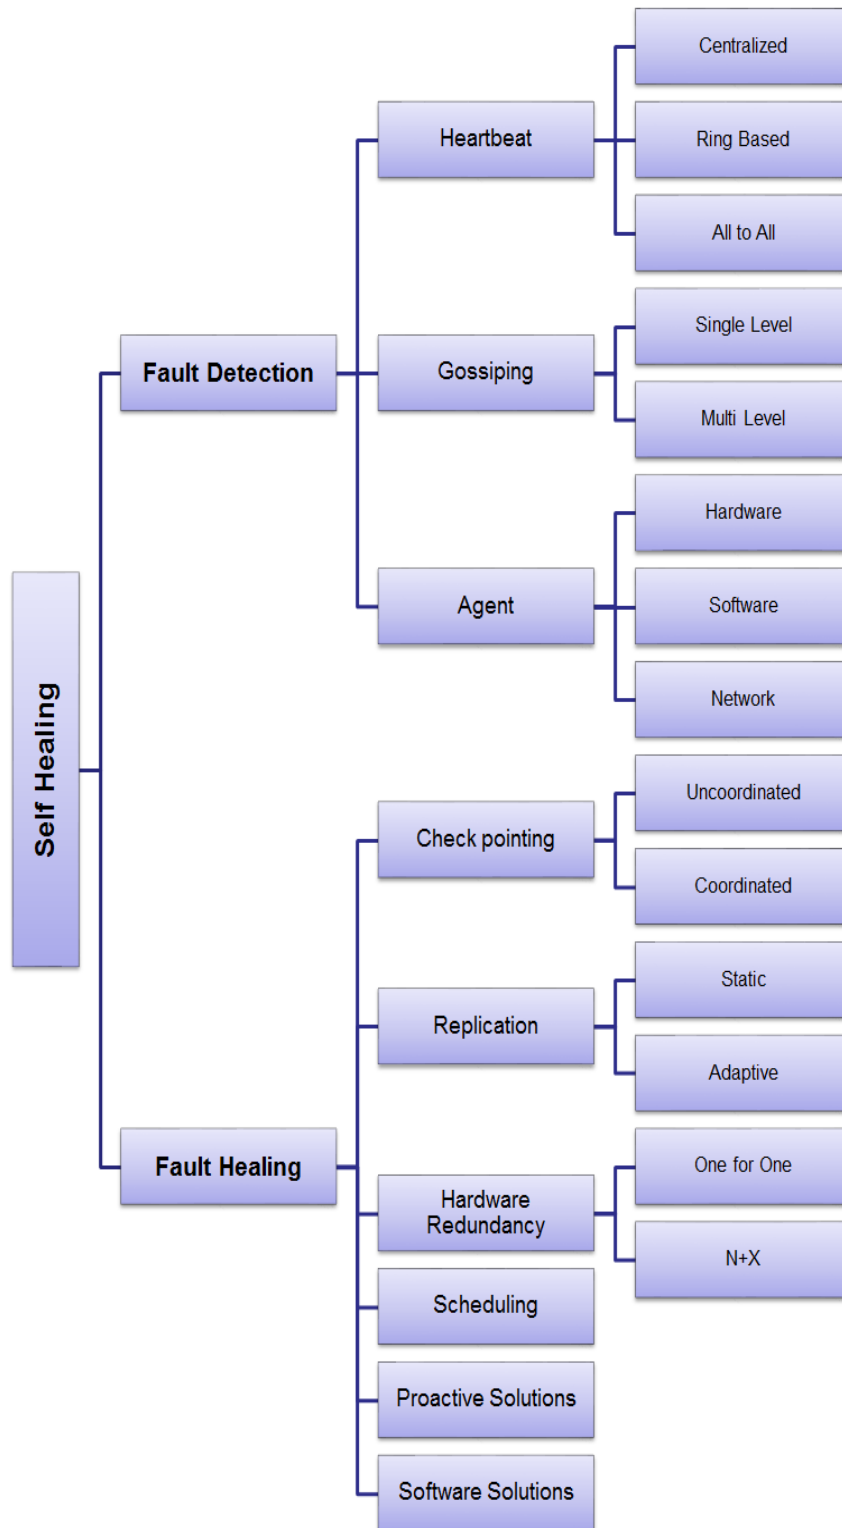 Self Healing
Fault Detection
Heartbeat
Centralized
Ring Based
All to All
Gossiping
Single Level
Multi Level
Agent
Hardware
Software
Network
Fault Healing
Check pointing
Uncoordinated
Coordinated
Replication
Static
Adaptive
Hardware
Redundancy
One for One
N+X
Scheduling
Proactive Solutions
Software Solutions